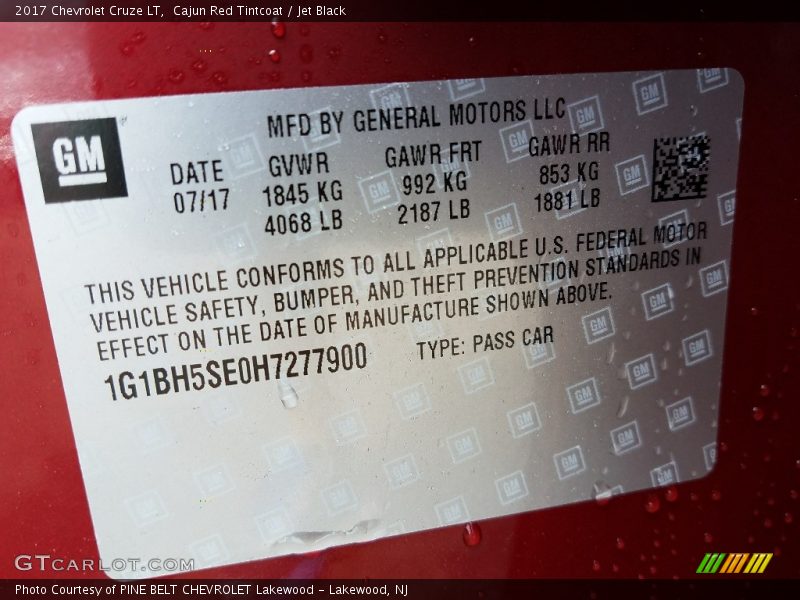 2017 Chevrolet Cruze LT, Cajun Red Tintcoat / Jet Black
GM
MFD BY GENERAL MOTORS LLC
DATE GVWR GAWR FRT GAWR RR
07/17 1845 KG 992 KG 853 KG
4068 LB 2187 LB 1881 LB
THIS VEHICLE CONFORMS TO ALL APPLICABLE U.S. FEDERAL MOTOR
VEHICLE SAFETY, BUMPER, AND THEFT PREVENTION STANDARDS IN
EFFECT ON THE DATE OF MANUFACTURE SHOWN ABOVE.
1G1BH5SE0H7277900 TYPE: PASS CAR
GTCARLOT.COM
Photo Courtesy of PINE BELT CHEVROLET Lakewood - Lakewood, NJ